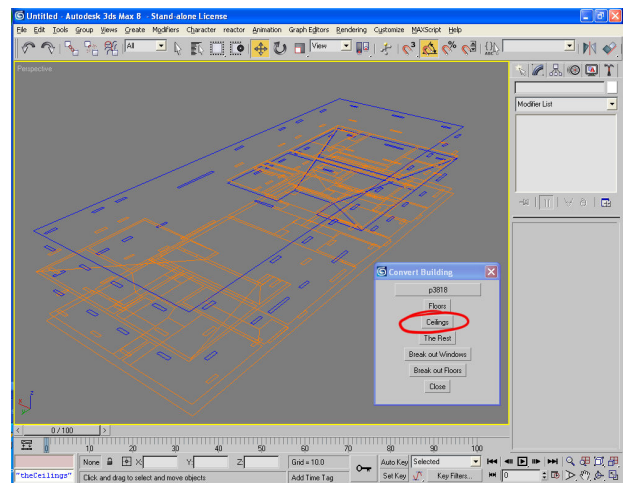 Untitled - Autodesk 3ds Max 8 - Stand-alone License
File Edit Tools Group Views Create Modifiers Character reactor Animation Graph Editors Rendering Customize MAXScript Help
All View
Perspective
Modifier List
Convert Building
p3818
Floors
Ceilings
The Rest
Break out Windows
Break out Floors
Close
z
x
0 / 100
0 10 20 30 40 50 60 70 80 90 100
None X: Y: Z: Grid = 10.0 Auto Key Selected
"theCeilings" Click and drag to select and move objects Add Time Tag Set Key Key Filters... 0